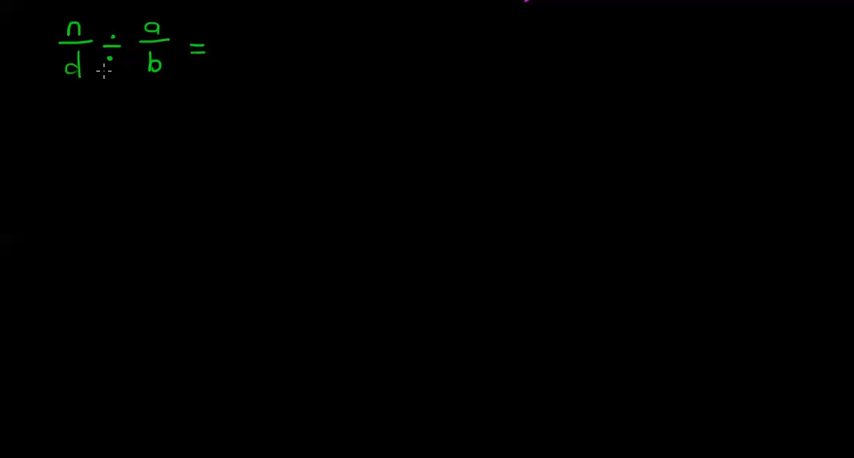 n/d ÷ a/b =